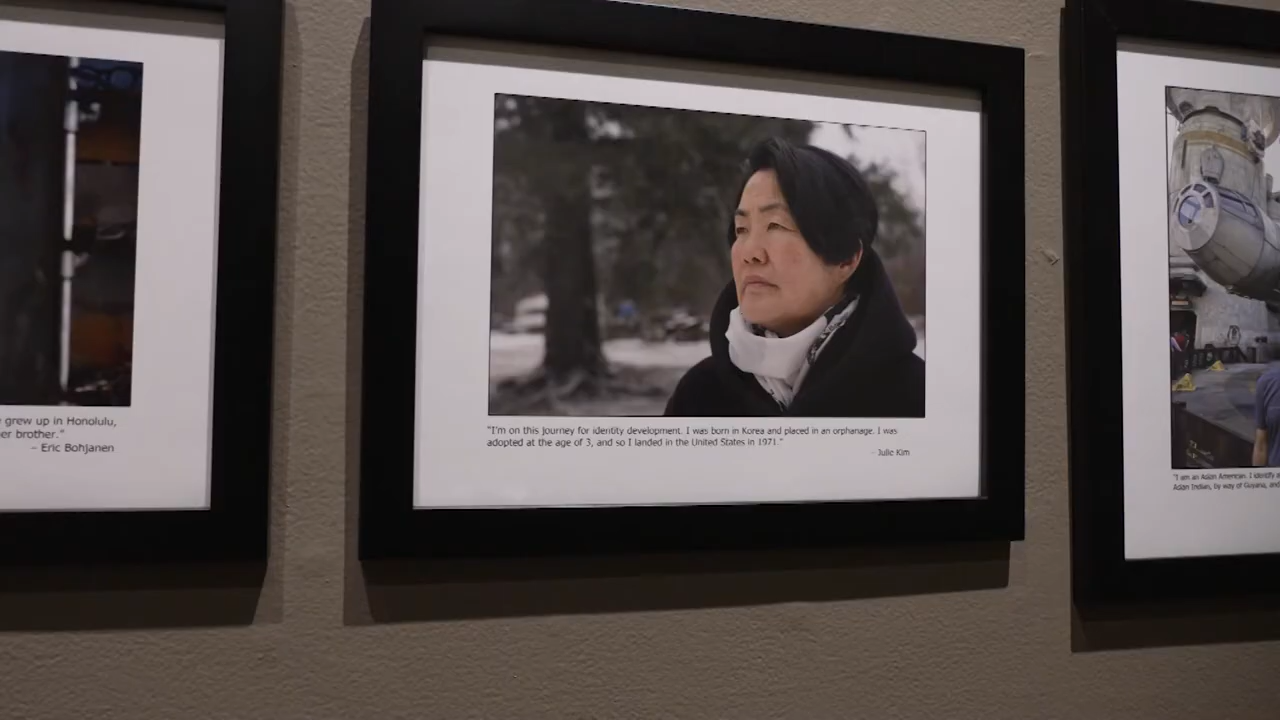 grew up in Honolulu,
er brother."
– Eric Bohjanen
"I'm on this journey for identity development. I was born in Korea and placed in an orphanage. I was
adopted at the age of 3, and so I landed in the United States in 1971."
– Julie Kim
"I am an Asian American. I identify a
Asian Indian, by way of Guyana, and